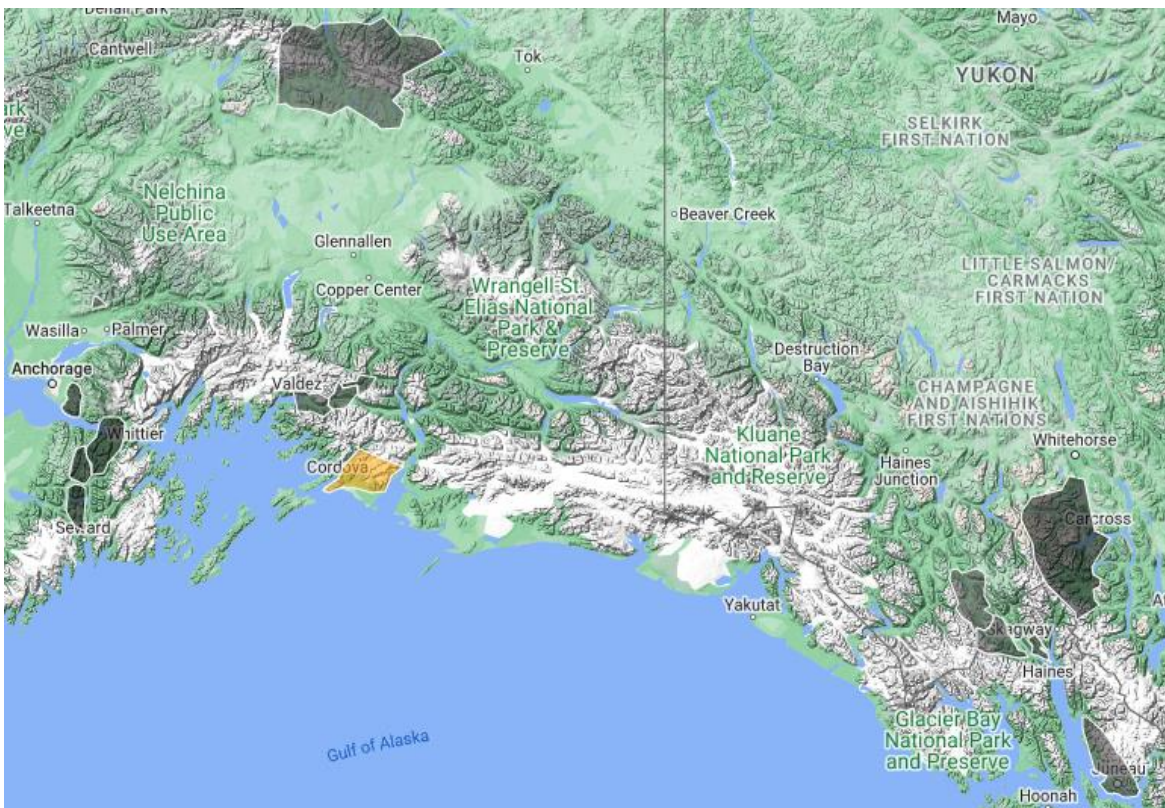 Denali Park
Mayo
Cantwell
Tok
YUKON
SELKIRK
FIRST NATION
Nelchina
Public
Use Area
Talkeetna
Beaver Creek
Glennallen
LITTLE SALMON/
CARMACKS
FIRST NATION
Copper Center
Wrangell-St.
Elias National
Park &
Preserve
Wasilla
Palmer
Destruction
Bay
Anchorage
Valdez
CHAMPAGNE
AND AISHIHIK
FIRST NATIONS
Whittier
Kluane
National Park
and Reserve
Whitehorse
Cordova
Haines
Junction
Seward
Carcross
Yakutat
Skagway
Haines
Glacier Bay
National Park
and Preserve
Gulf of Alaska
Juneau
Hoonah